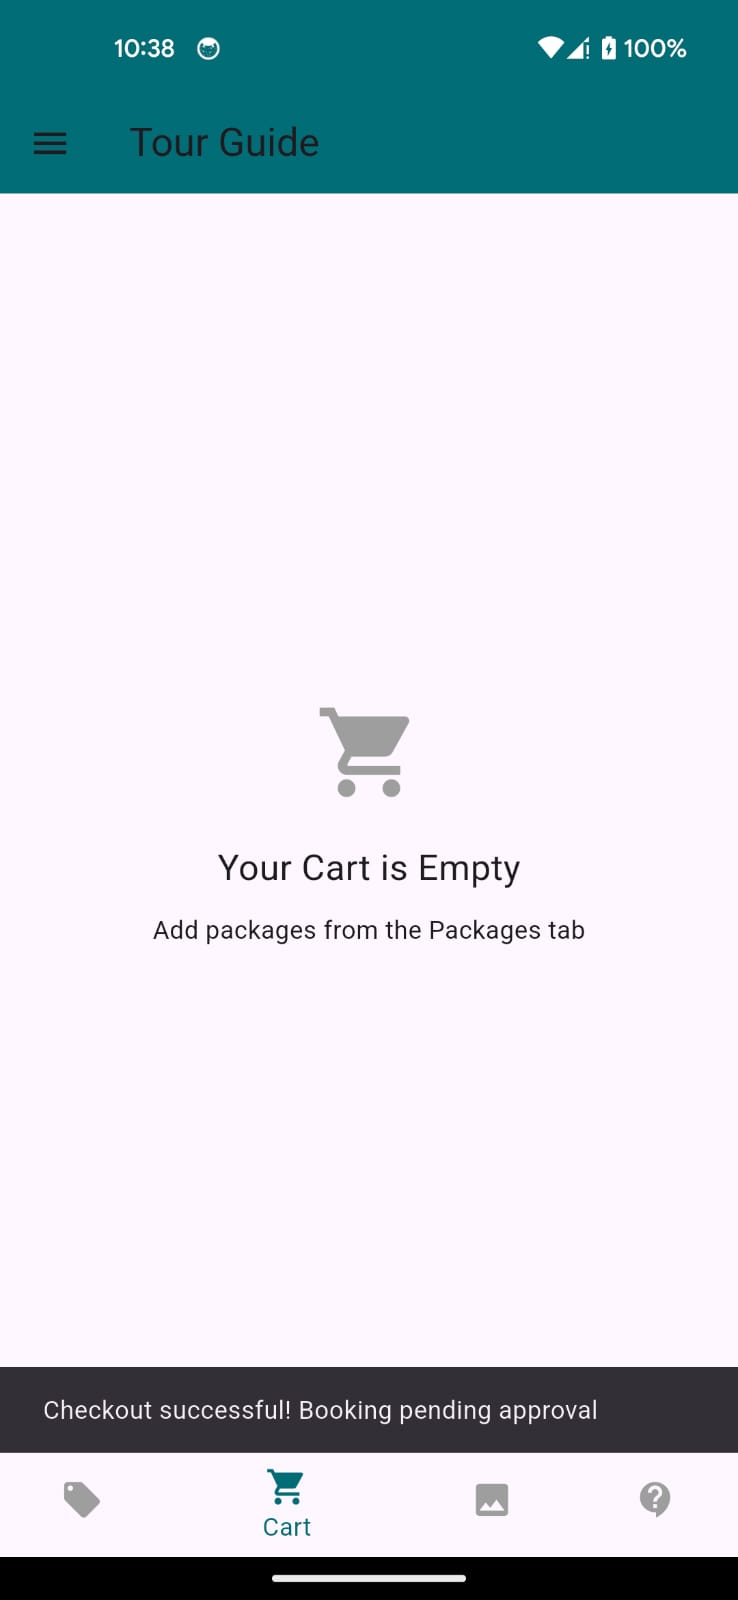 10:38
100%
Tour Guide
Your Cart is Empty
Add packages from the Packages tab
Checkout successful! Booking pending approval
Cart